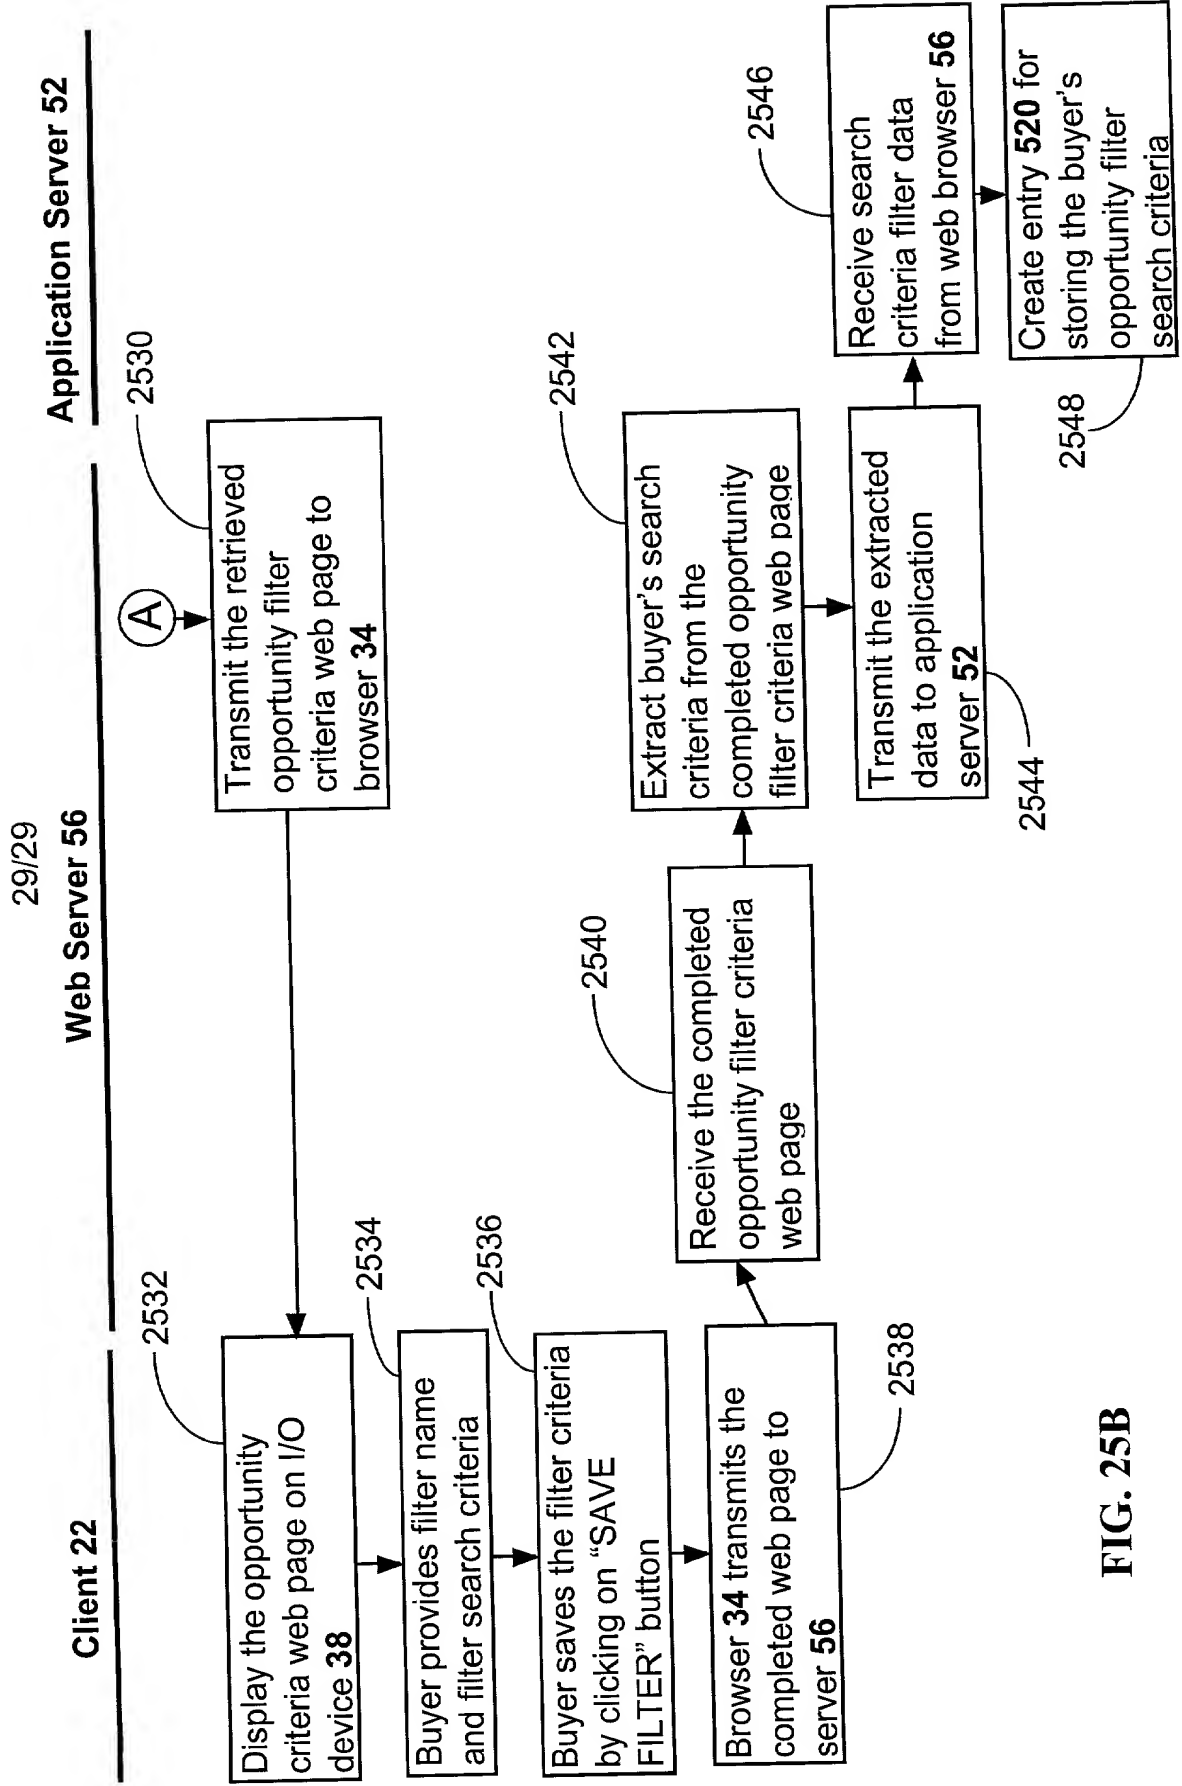 29/29
Client 22
Web Server 56
Application Server 52
A
2530
Transmit the retrieved
opportunity filter
criteria web page to
browser 34
2532
Display the opportunity
criteria web page on I/O
device 38
2534
Buyer provides filter name
and filter search criteria
2536
Buyer saves the filter criteria
by clicking on “SAVE
FILTER” button
2538
Browser 34 transmits the
completed web page to
server 56
2540
Receive the completed
opportunity filter criteria
web page
2542
Extract buyer's search
criteria from the
completed opportunity
filter criteria web page
2544
Transmit the extracted
data to application
server 52
2546
Receive search
criteria filter data
from web browser 56
2548
Create entry 520 for
storing the buyer's
opportunity filter
search criteria
FIG. 25B